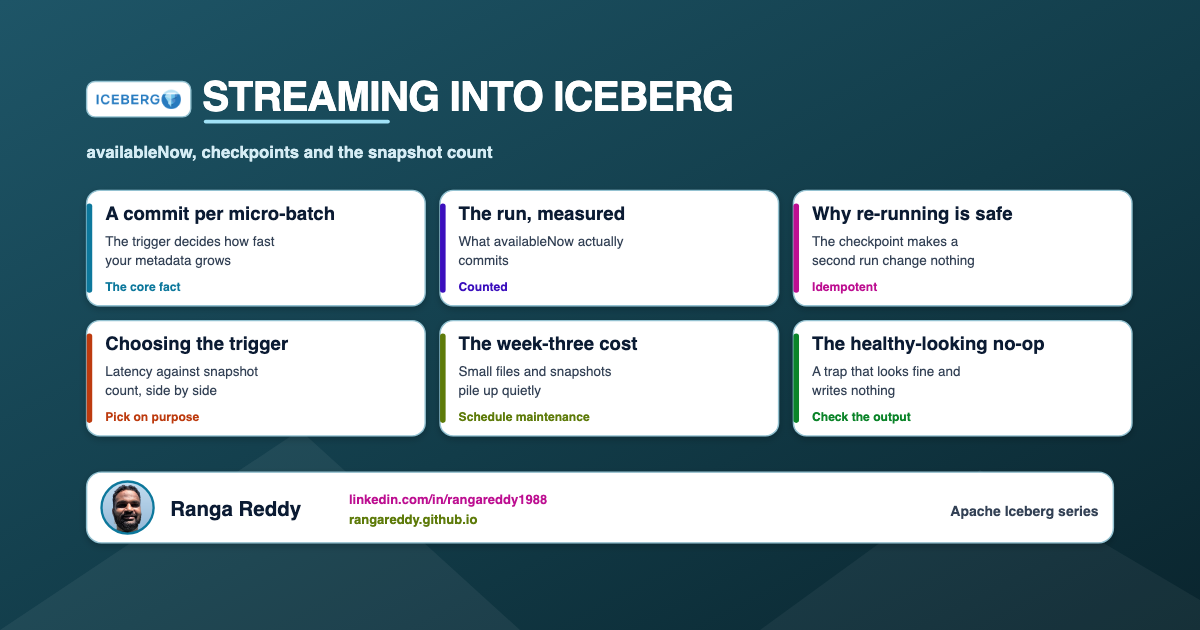 ICEBERG
STREAMING INTO ICEBERG
availableNow, checkpoints and the snapshot count
A commit per micro-batch
The trigger decides how fast
your metadata grows
The core fact
The run, measured
What availableNow actually
commits
Counted
Why re-running is safe
The checkpoint makes a
second run change nothing
Idempotent
Choosing the trigger
Latency against snapshot
count, side by side
Pick on purpose
The week-three cost
Small files and snapshots
pile up quietly
Schedule maintenance
The healthy-looking no-op
A trap that looks fine and
writes nothing
Check the output
Ranga Reddy
linkedin.com/in/rangareddy1988
rangareddy.github.io
Apache Iceberg series